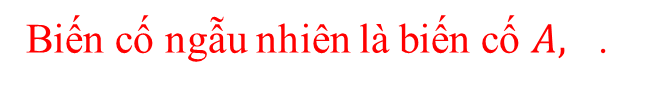 Biến cố ngẫu nhiên là biến cố A, .